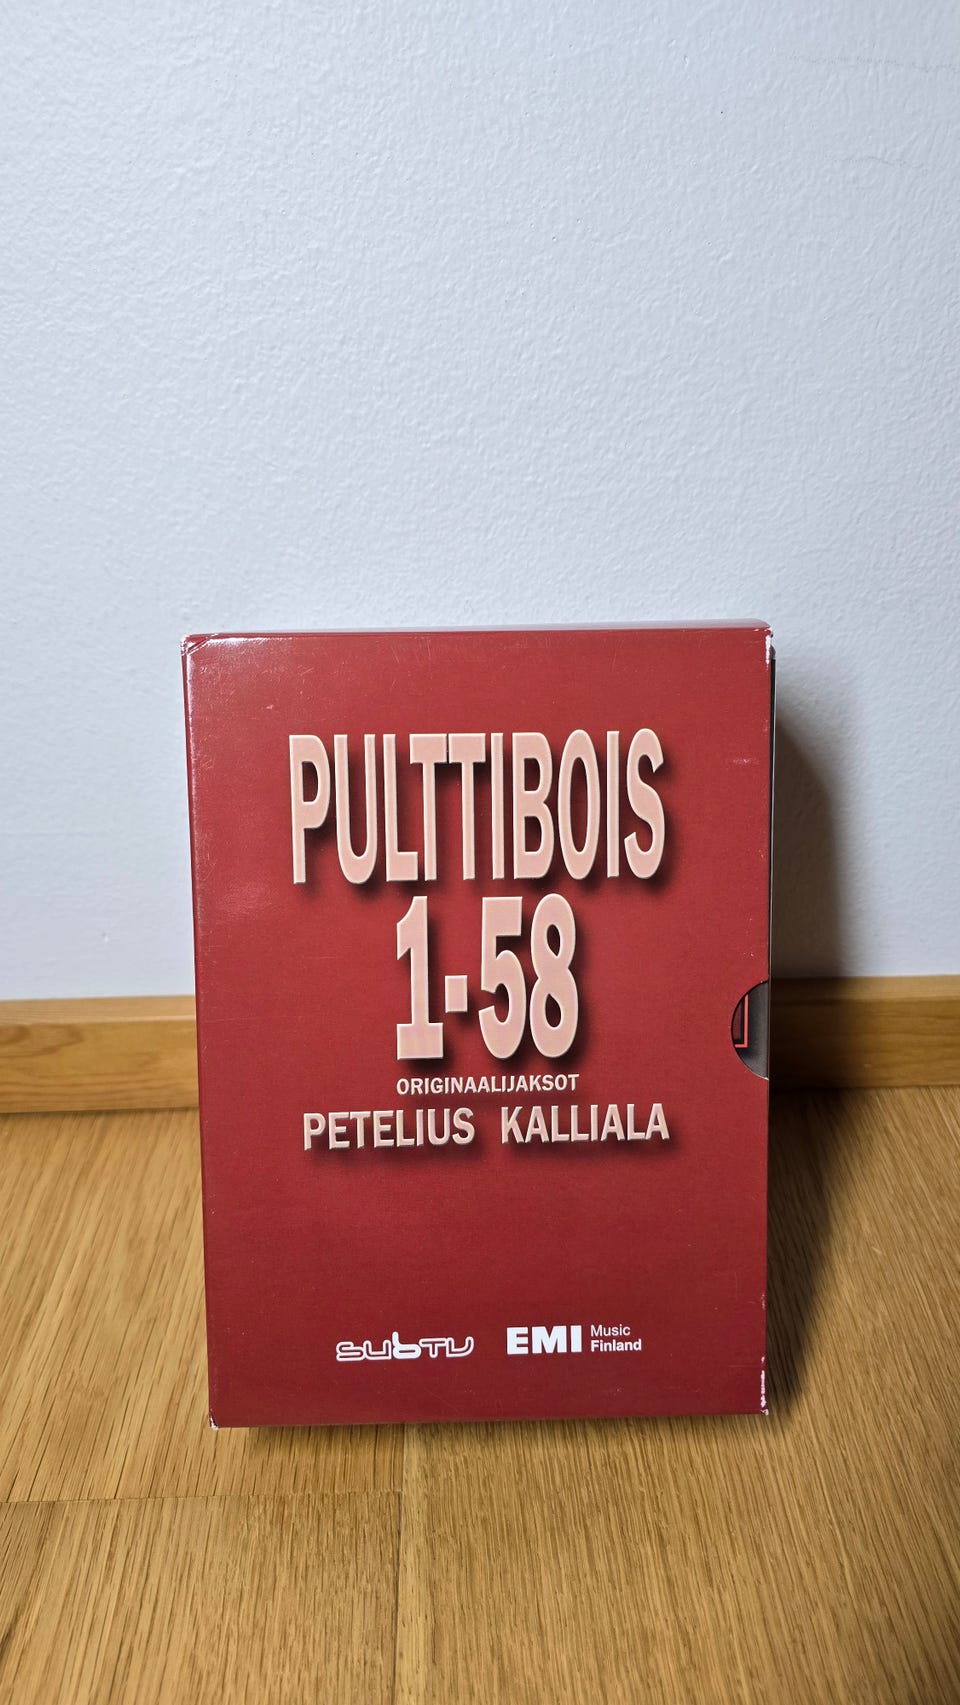 PULTTIBOIS
1-58
ORIGINAALIJAKSOT
PETELIUS KALLIALA
subtv
EMI Music
Finland